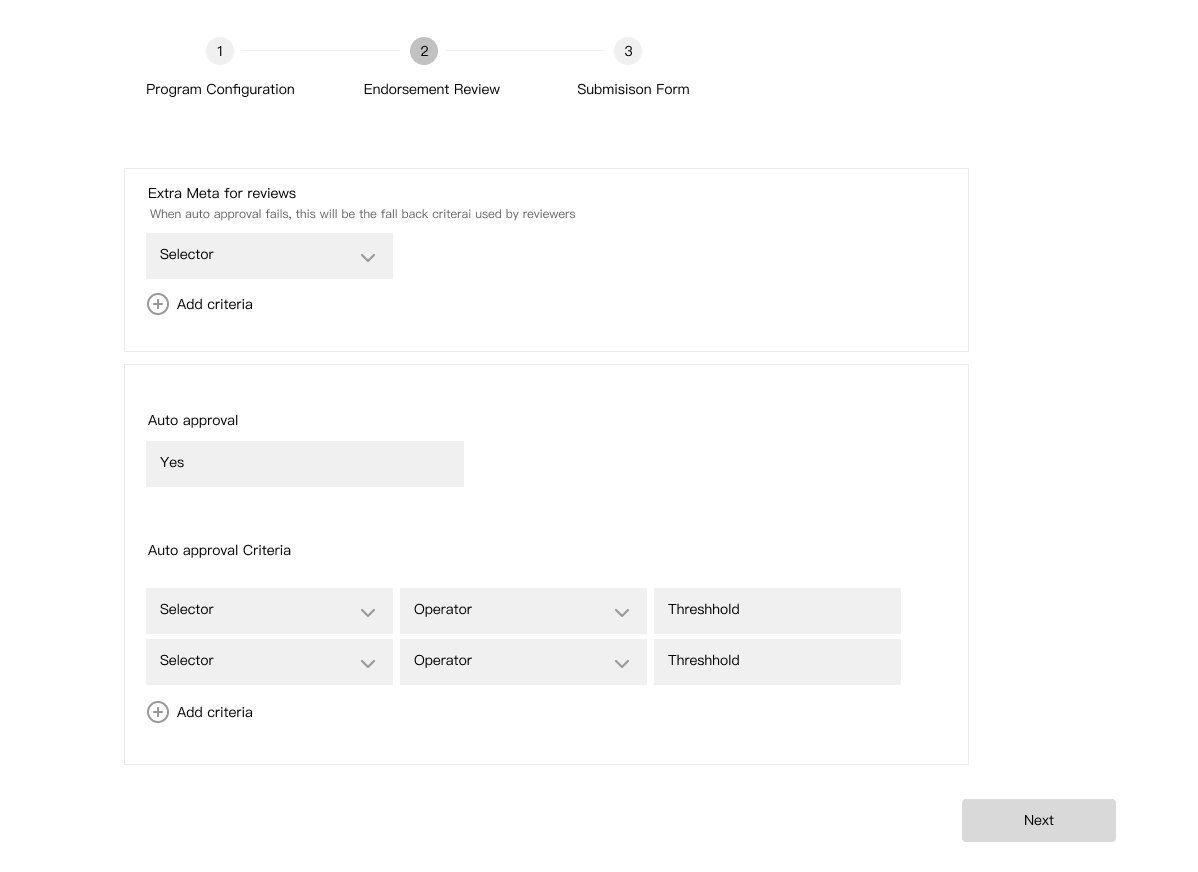 1 2 3
Program Configuration Endorsement Review Submisison Form
Extra Meta for reviews
When auto approval fails, this will be the fall back criterai used by reviewers
Selector
Add criteria
Auto approval
Yes
Auto approval Criteria
Selector Operator Threshhold
Selector Operator Threshhold
Add criteria
Next